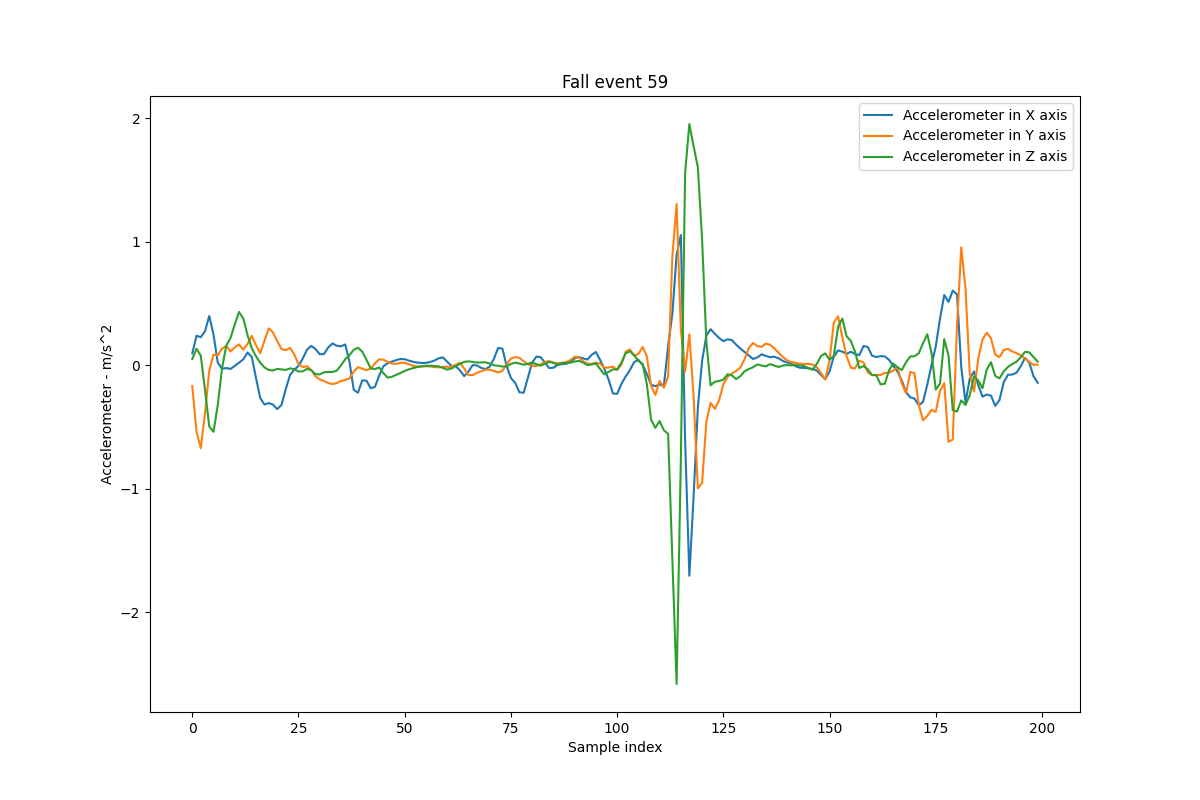 Fall event 59
Accelerometer in X axis
Accelerometer in Y axis
Accelerometer in Z axis
Accelerometer - m/s^2
2
1
0
−1
−2
0 25 50 75 100 125 150 175 200
Sample index